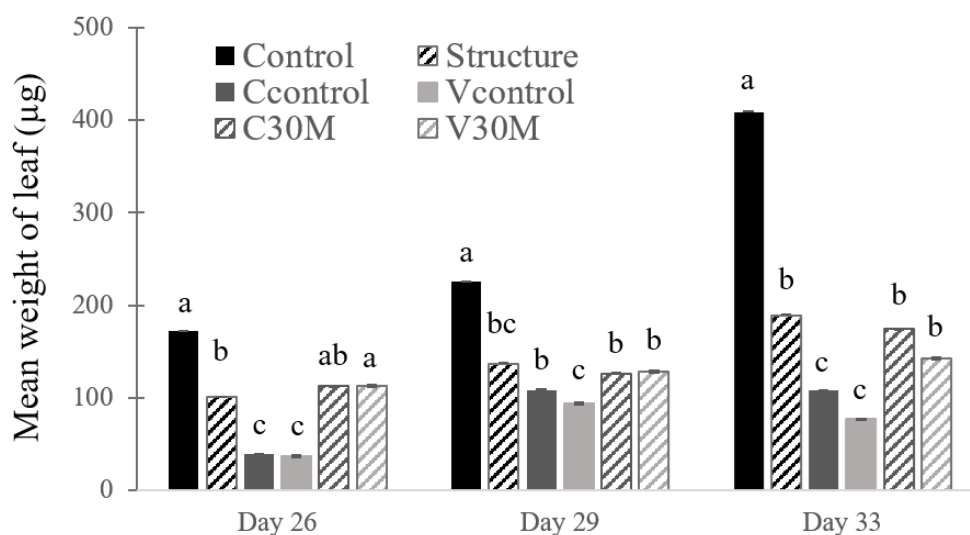 Mean weight of leaf (µg)
500
400
300
200
100
0
Control
Structure
Ccontrol
Vcontrol
C30M
V30M
a
b
c
c
ab
a
a
bc
b
c
b
b
a
b
c
c
b
b
Day 26
Day 29
Day 33